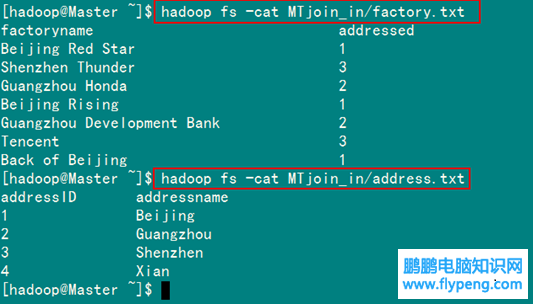 [hadoop@Master ~]$ hadoop fs -cat MTjoin_in/factory.txt
factoryname addressed
Beijing Red Star 1
Shenzhen Thunder 3
Guangzhou Honda 2
Beijing Rising 1
Guangzhou Development Bank 2
Tencent 3
Back of Beijing 1
[hadoop@Master ~]$ hadoop fs -cat MTjoin_in/address.txt
addressID addressname
1 Beijing
2 Guangzhou
3 Shenzhen
4 Xian
[hadoop@Master ~]$
鹏鹏电脑知识网
www.flypeng.com